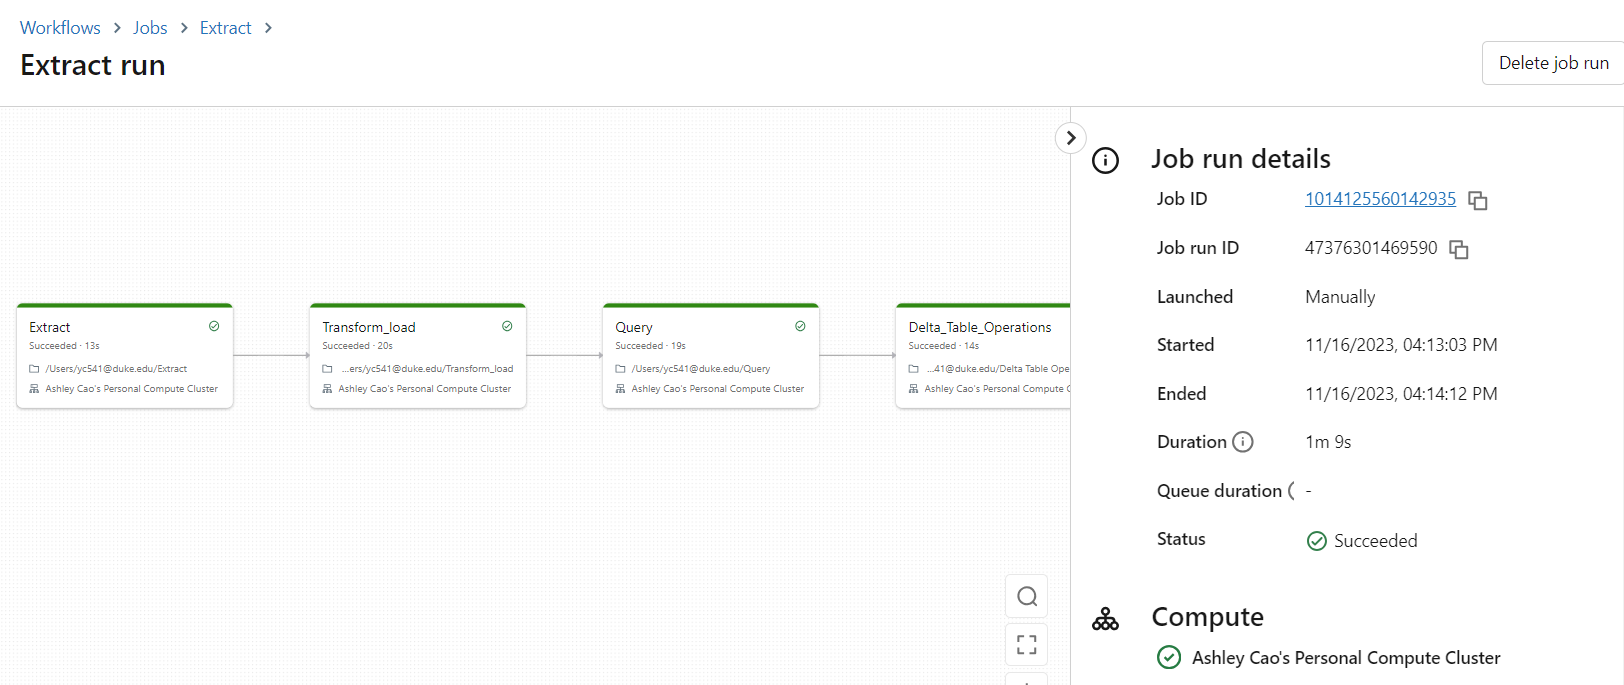 Workflows > Jobs > Extract >
Extract run
Delete job run
Extract
Succeeded · 13s
/Users/yc541@duke.edu/Extract
Ashley Cao's Personal Compute Cluster
Transform_load
Succeeded · 20s
...ers/yc541@duke.edu/Transform_load
Ashley Cao's Personal Compute Cluster
Query
Succeeded · 19s
/Users/yc541@duke.edu/Query
Ashley Cao's Personal Compute Cluster
Delta_Table_Operations
Succeeded · 14s
...41@duke.edu/Delta Table Ope
Ashley Cao's Personal Compute C
Job run details
Job ID 1014125560142935
Job run ID 47376301469590
Launched Manually
Started 11/16/2023, 04:13:03 PM
Ended 11/16/2023, 04:14:12 PM
Duration 1m 9s
Queue duration -
Status Succeeded
Compute
Ashley Cao's Personal Compute Cluster